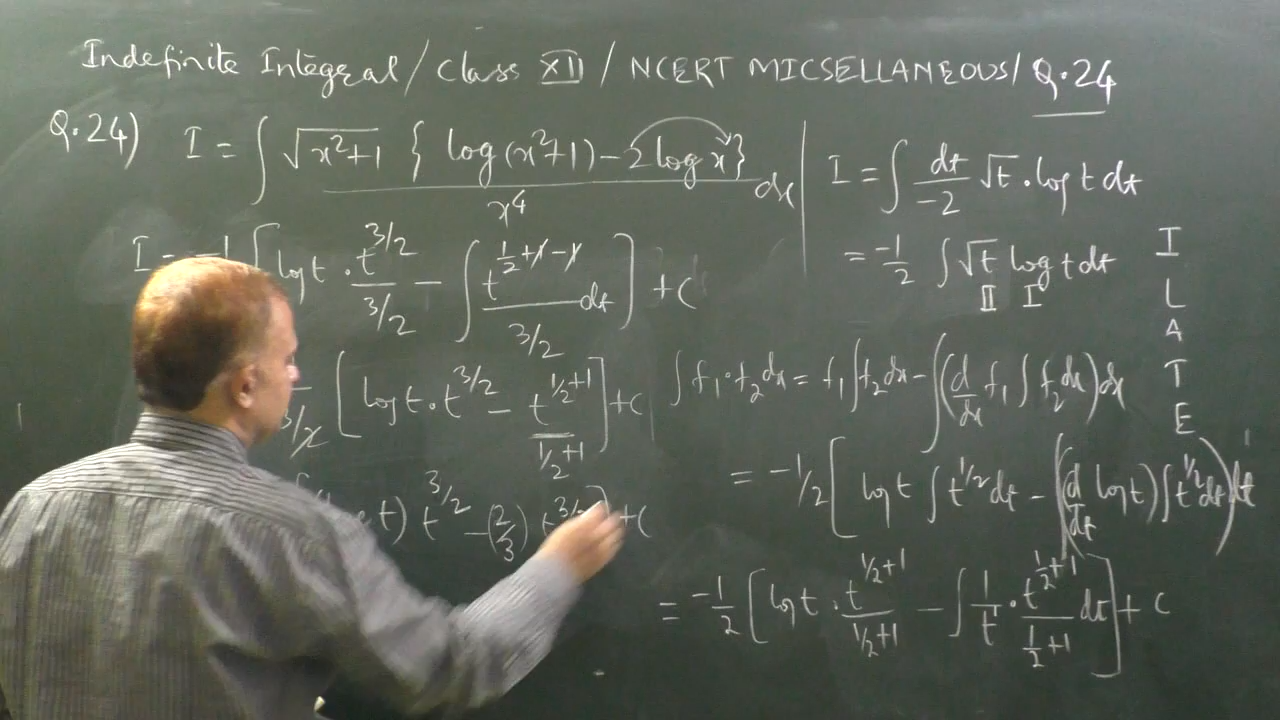 Indefinite Integral / Class XII / NCERT MICSELLANEOUS / Q.24
Q.24) I = ∫ √(x²+1) { log(x²+1) – 2 log x } / x⁴ dx
I = -1 [ log t · t^(3/2) / (3/2) – ∫ t^(1/2+1-1) / (3/2) dt ] + C
[ log t · t^(3/2) – t^(1/2+1) / (1/2+1) ] + C
t) t^(3/2) – (2/3) t^(3/2) ] + C
I = ∫ dt/-2 √t · log t dt
= -1/2 ∫ √t log t dt
II I
∫ f₁·f₂ dx = f₁ ∫ f₂ dx – ∫ (d/dx f₁ ∫ f₂ dx) dx
= -1/2 [ log t ∫ t^(1/2) dt – ∫ (d/dt log t) ∫ t^(1/2) dt) dt
= -1/2 [ log t · t^(1/2+1) / (1/2+1) – ∫ 1/t · t^(1/2+1) / (1/2+1) dt ] + c
I
L
A
T
E